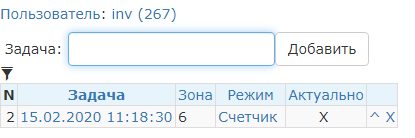 Пользователь: inv (267)
Задача: Добавить
N Задача Зона Режим Актуально
2 15.02.2020 11:18:30 6 Счетчик X ^ X